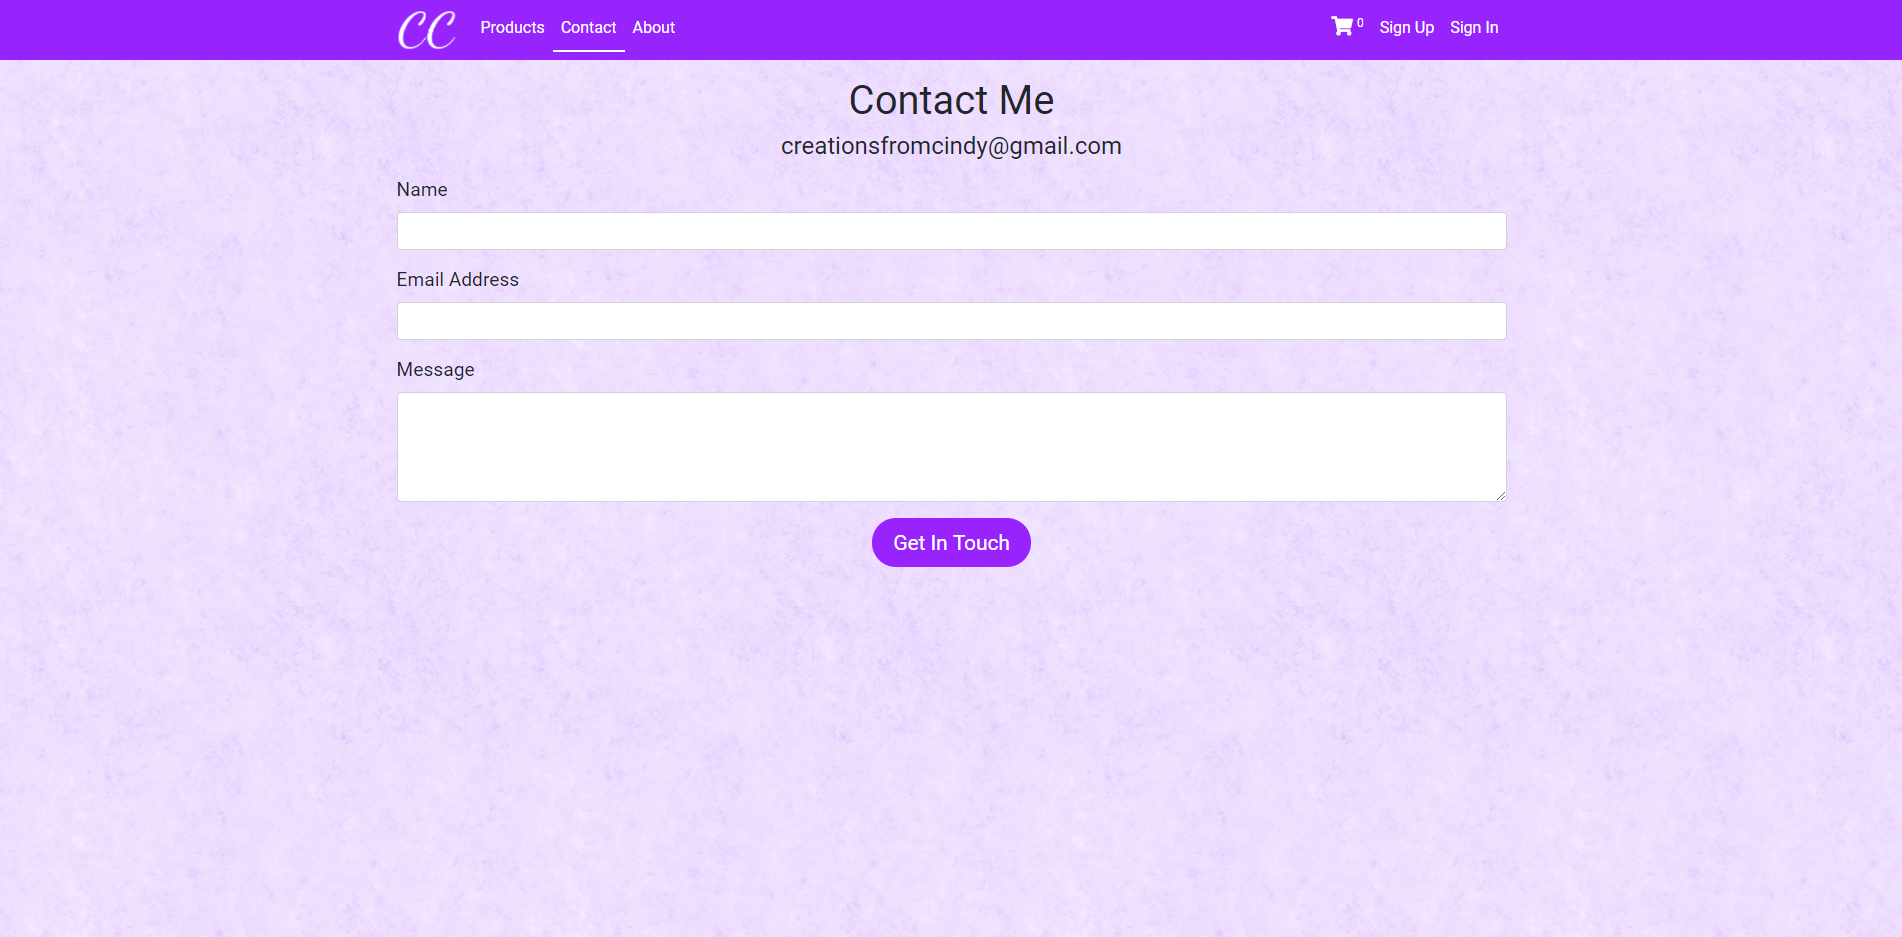 CC Products Contact About 0 Sign Up Sign In
Contact Me
creationsfromcindy@gmail.com
Name
Email Address
Message
Get In Touch